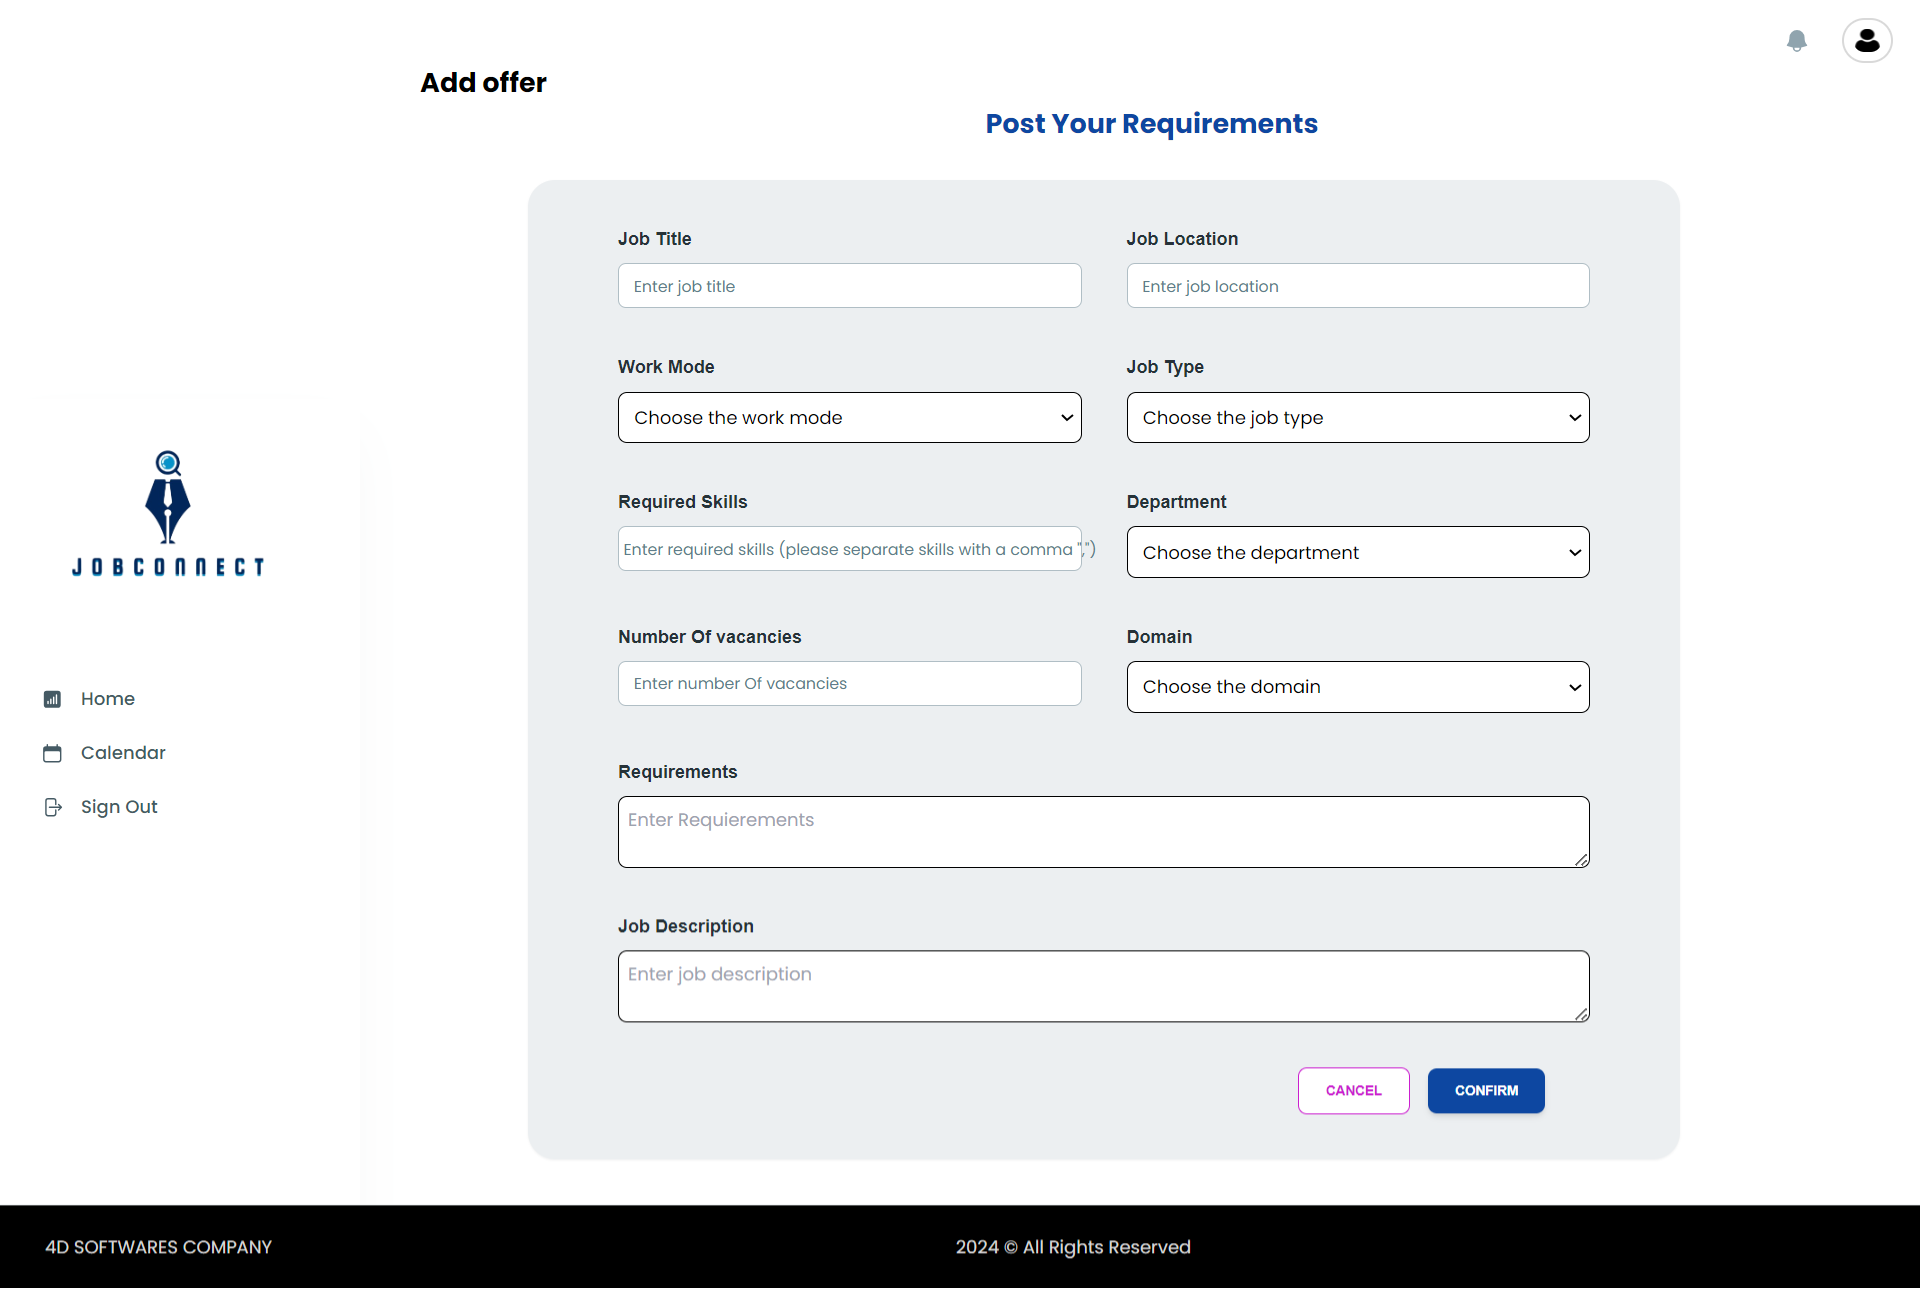 Add offer
Post Your Requirements
Job Title
Job Location
Enter job title
Enter job location
Work Mode
Job Type
Choose the work mode
Choose the job type
Required Skills
Department
Enter required skills (please separate skills with a comma ",")
Choose the department
JOBCONNECT
Number Of vacancies
Domain
Enter number Of vacancies
Choose the domain
Home
Calendar
Sign Out
Requirements
Enter Requierements
Job Description
Enter job description
CANCEL
CONFIRM
4D SOFTWARES COMPANY
2024 © All Rights Reserved